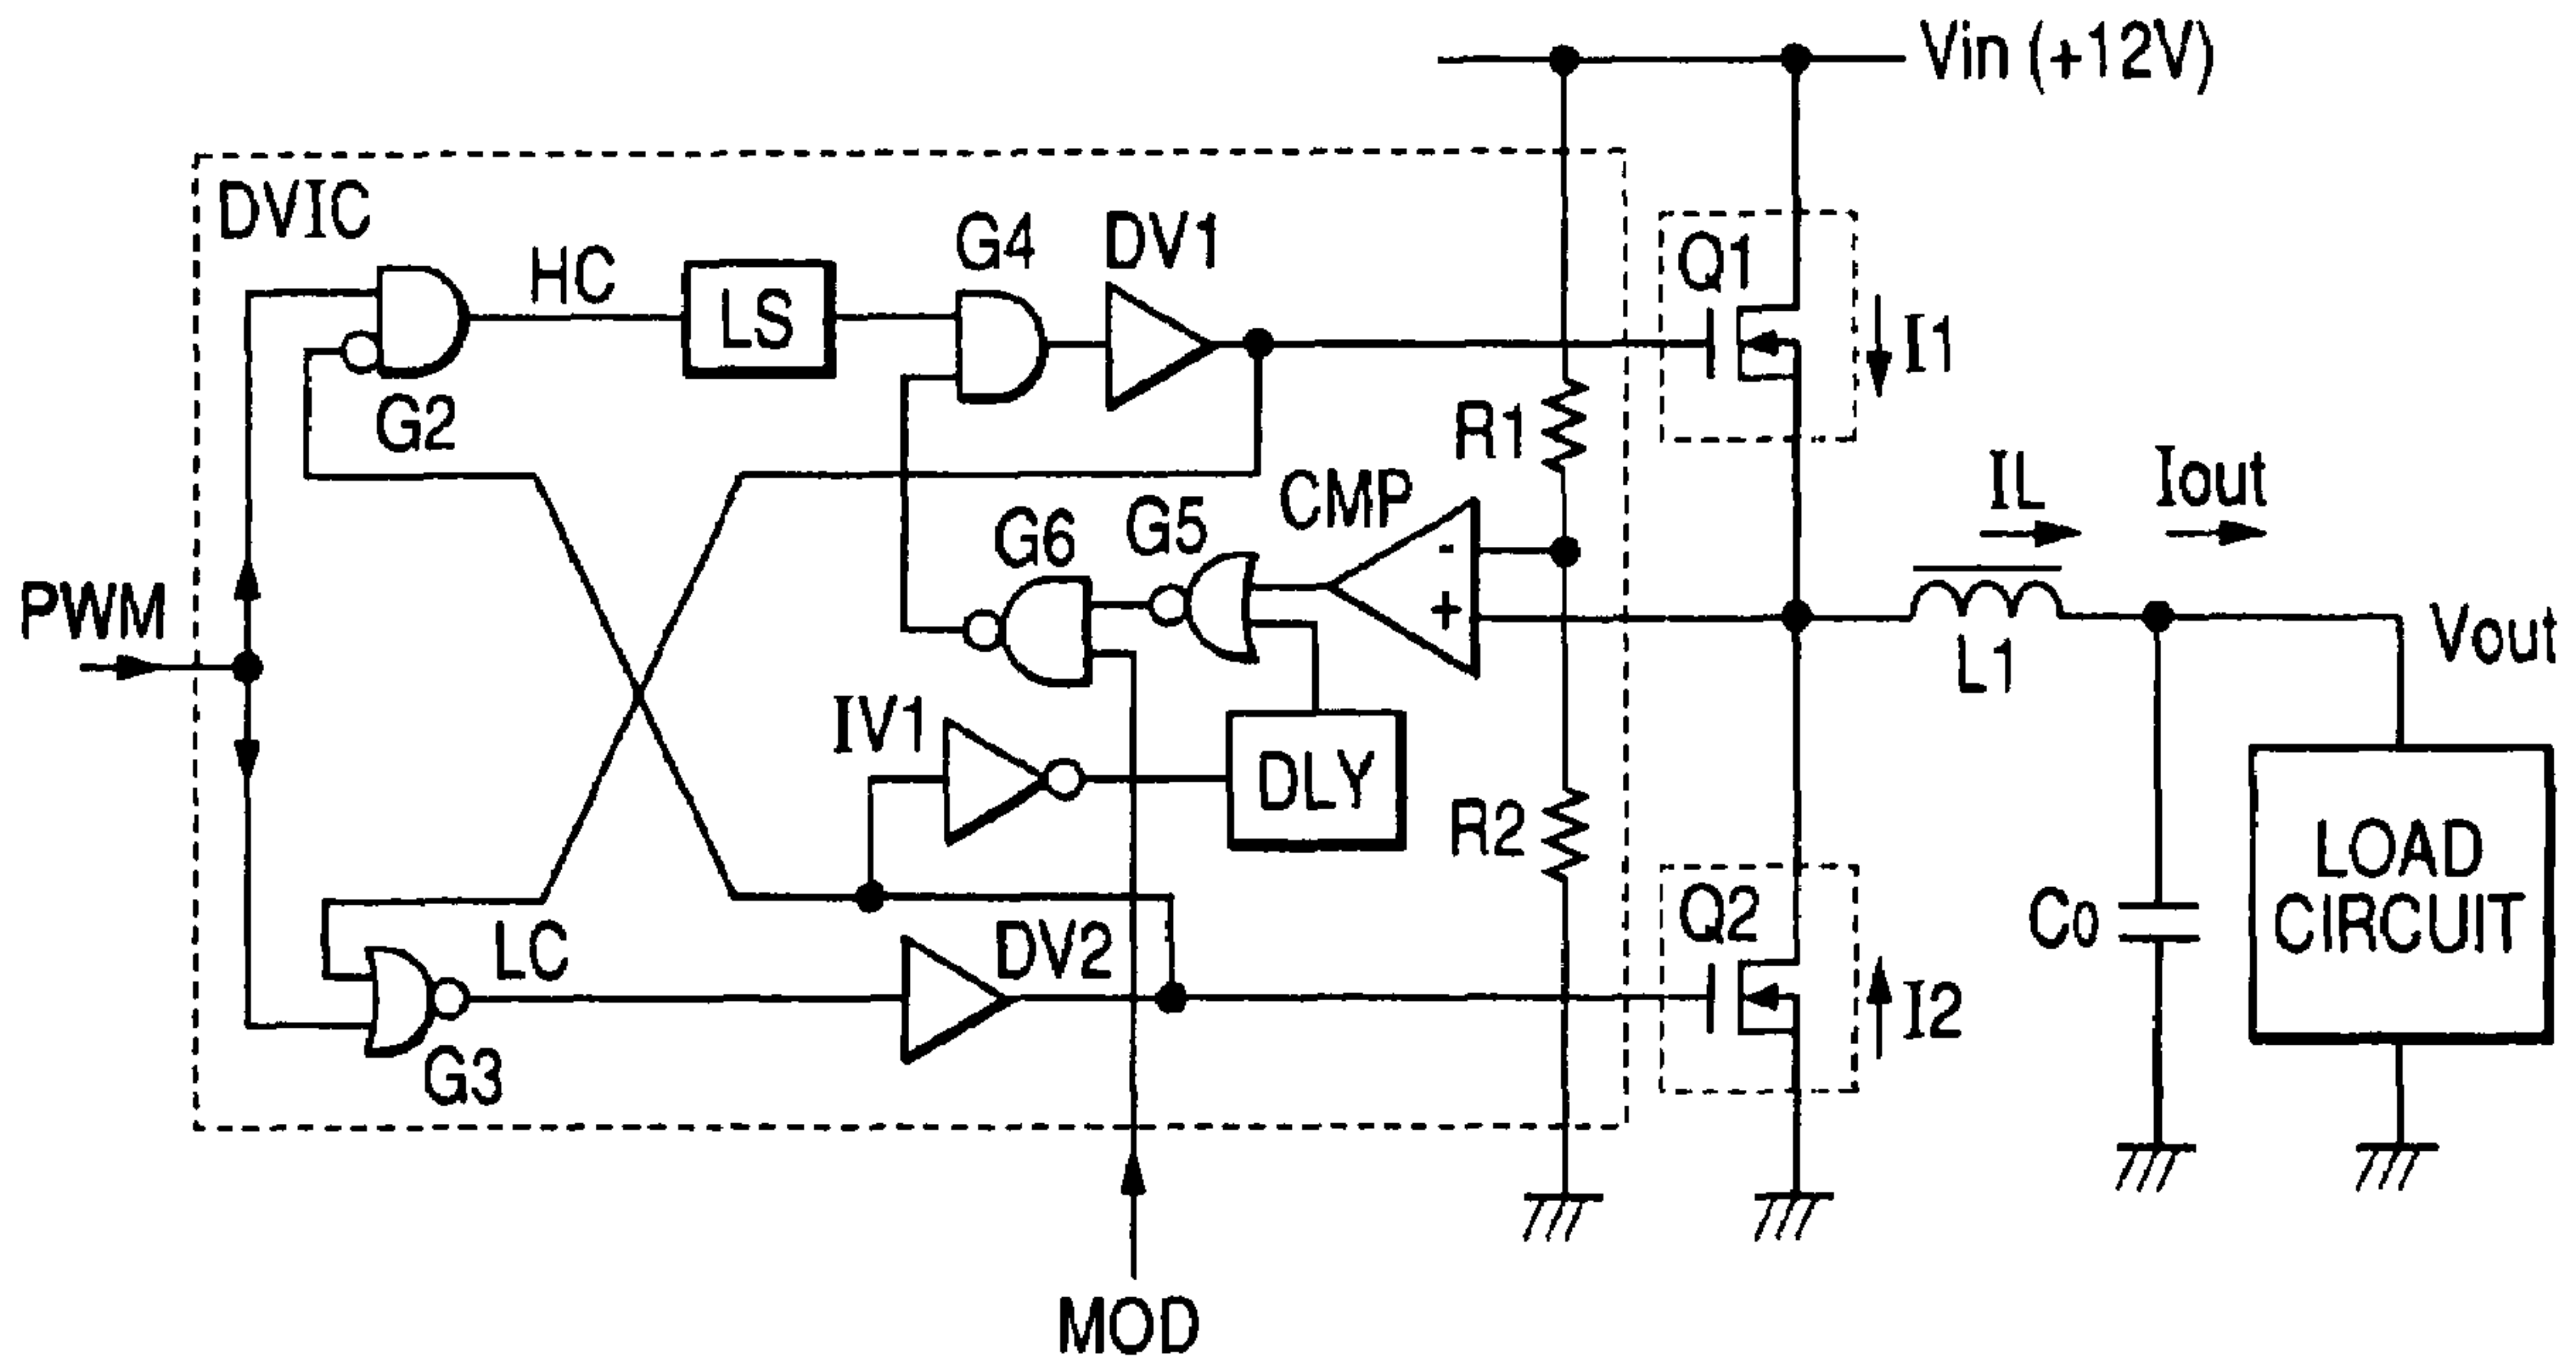 Vin (+12V)
DVIC
HC
LS
G4
DV1
Q1
I1
G2
R1
CMP
-
+
G5
G6
IL
Iout
L1
Vout
PWM
IV1
DLY
R2
LC
DV2
G3
Q2
I2
C0
LOAD
CIRCUIT
MOD